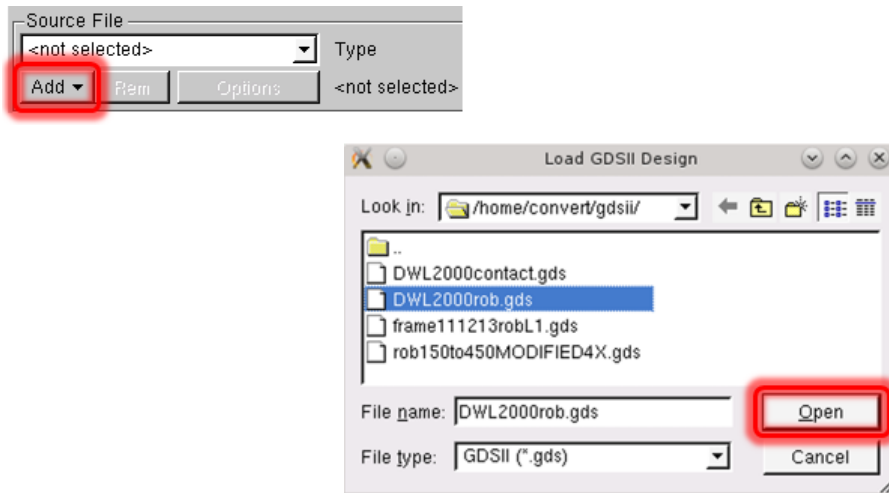 Source File
<not selected>
Type
Add
Rem
Options
<not selected>
Load GDSII Design
Look in:
/home/convert/gdsii/
..
DWL2000contact.gds
DWL2000rob.gds
frame111213robL1.gds
rob150to450MODIFIED4X.gds
File name:
DWL2000rob.gds
Open
File type:
GDSII (*.gds)
Cancel